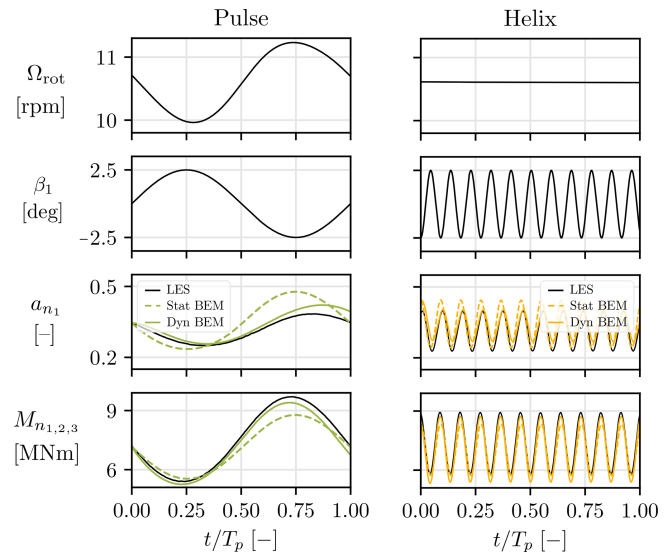 Pulse Helix
11
10
Ω_rot
[rpm]
2.5
−2.5
β_1
[deg]
0.5
0.2
a_{n_1}
[–]
LES
Stat BEM
Dyn BEM
LES
Stat BEM
Dyn BEM
9
6
M_{n_{1,2,3}}
[MNm]
0.00 0.25 0.50 0.75 1.00 0.00 0.25 0.50 0.75 1.00
t/T_p [–] t/T_p [–]